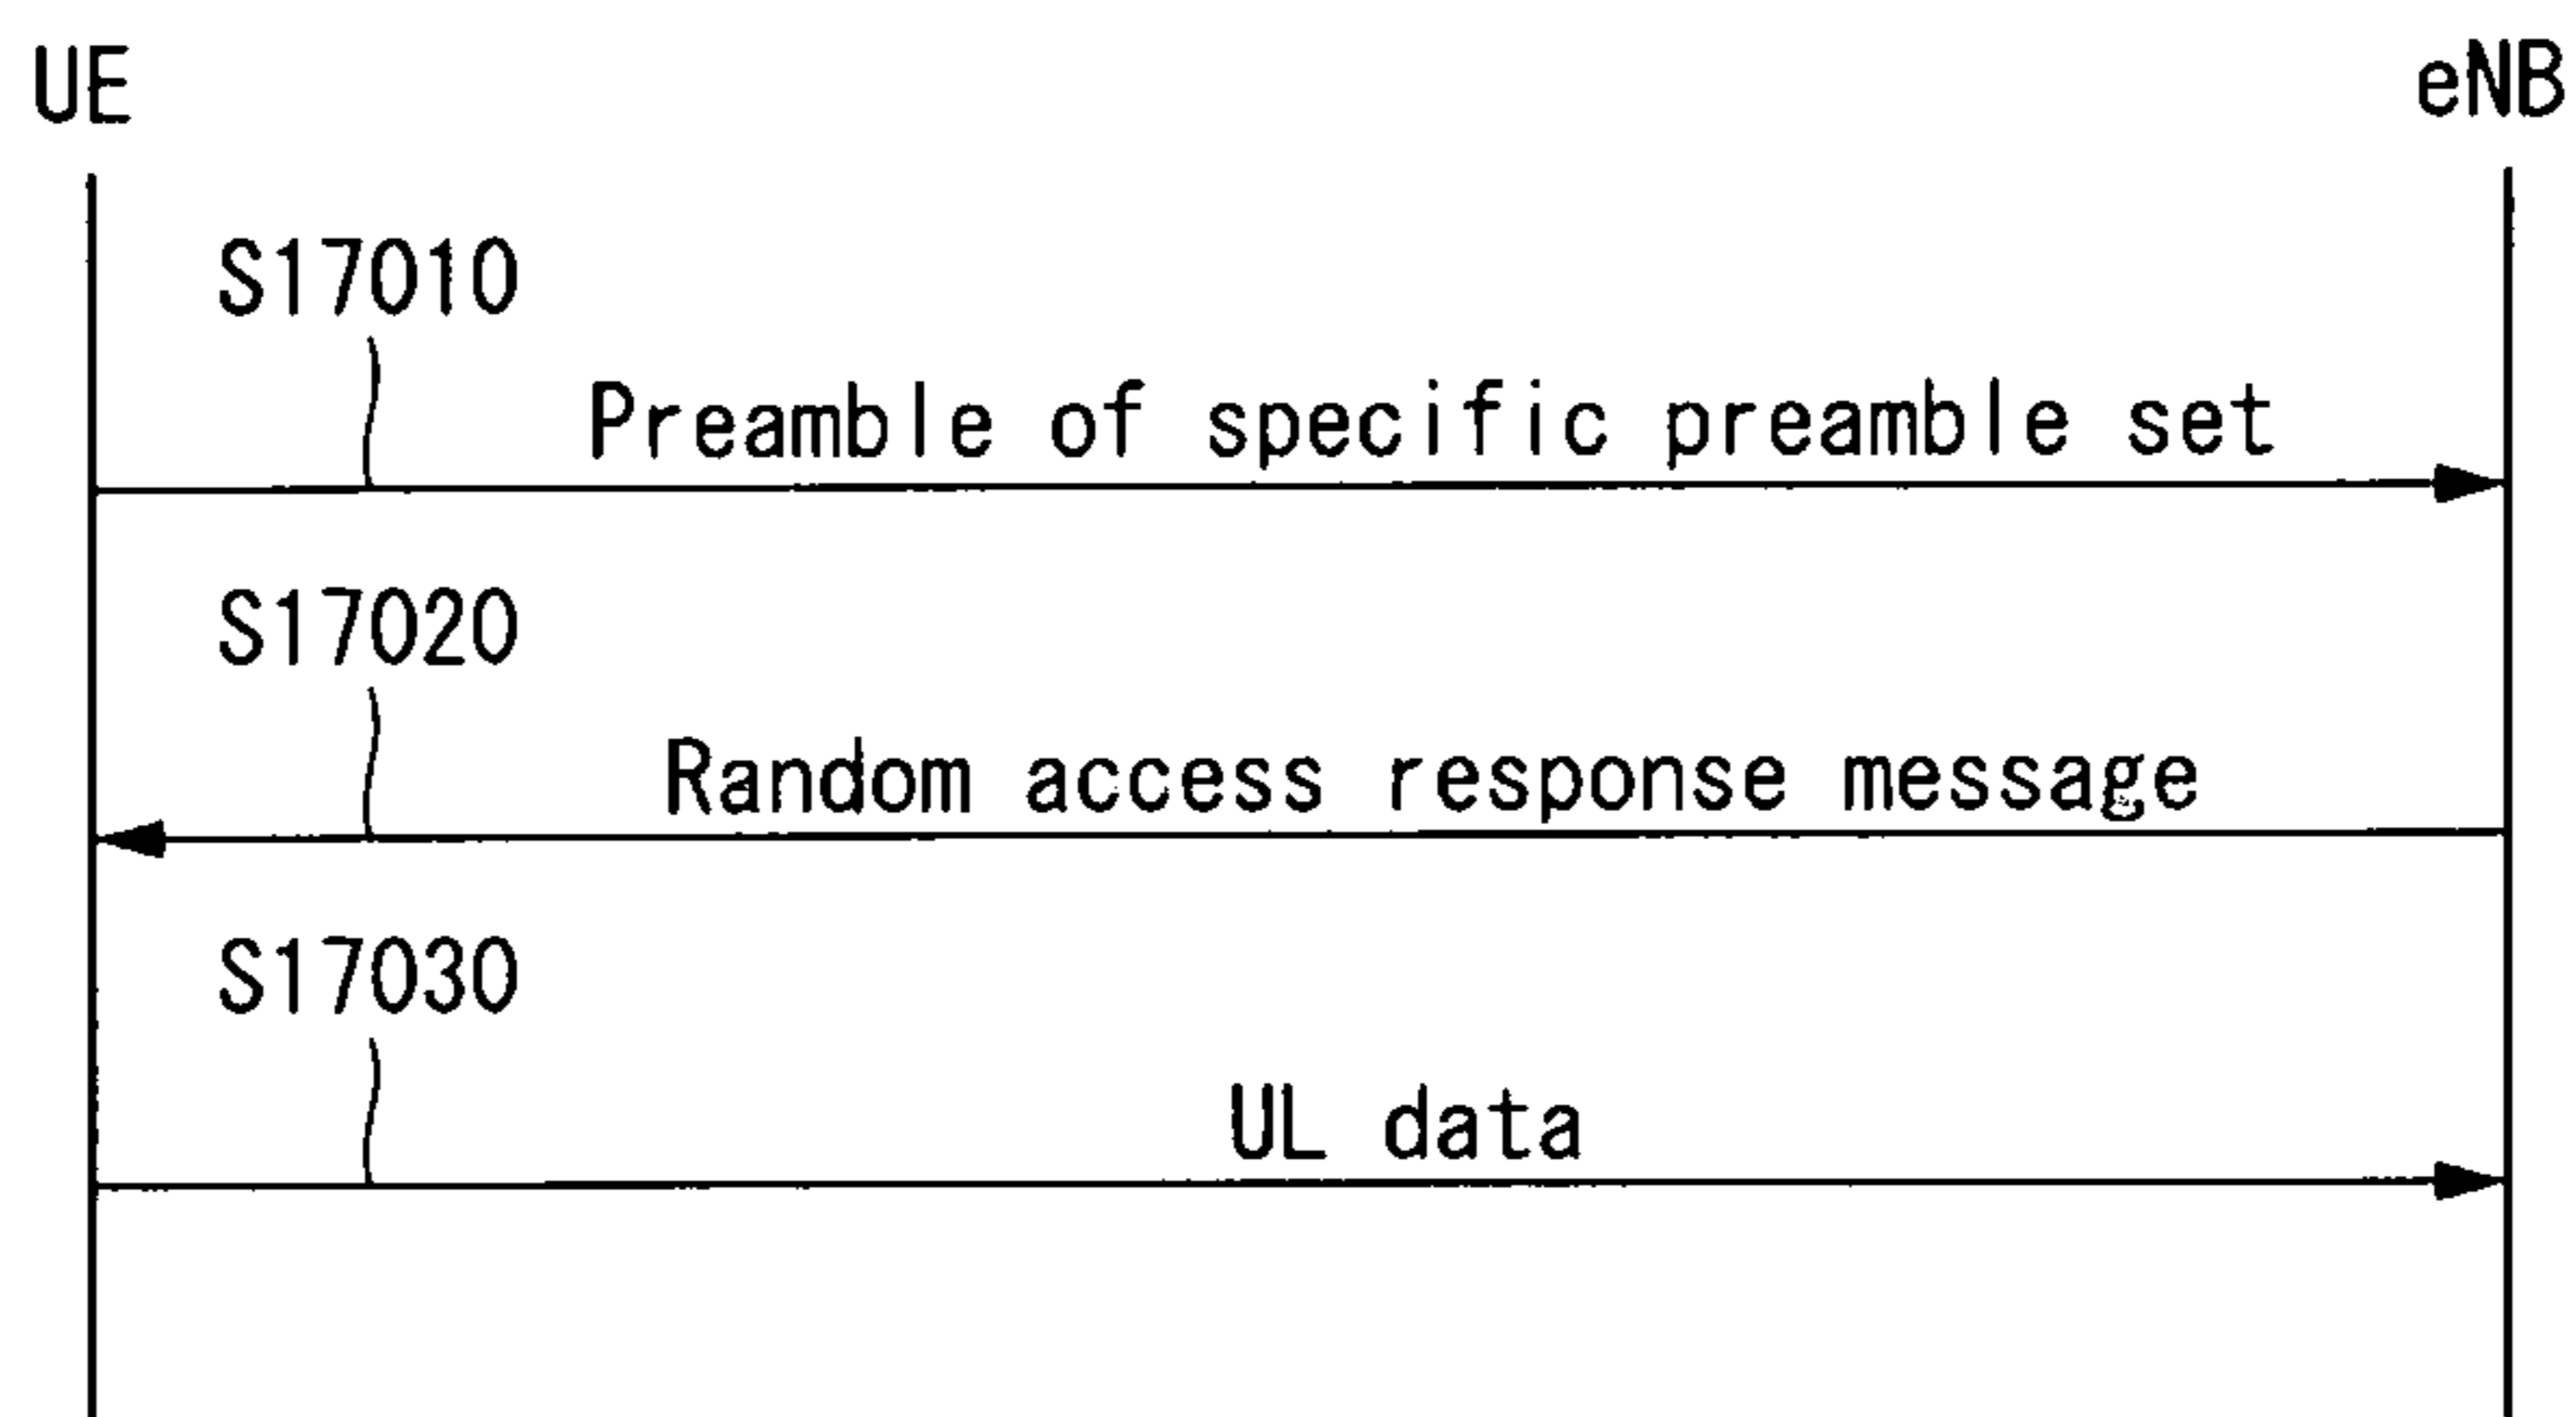 UE eNB
S17010
Preamble of specific preamble set
S17020
Random access response message
S17030
UL data